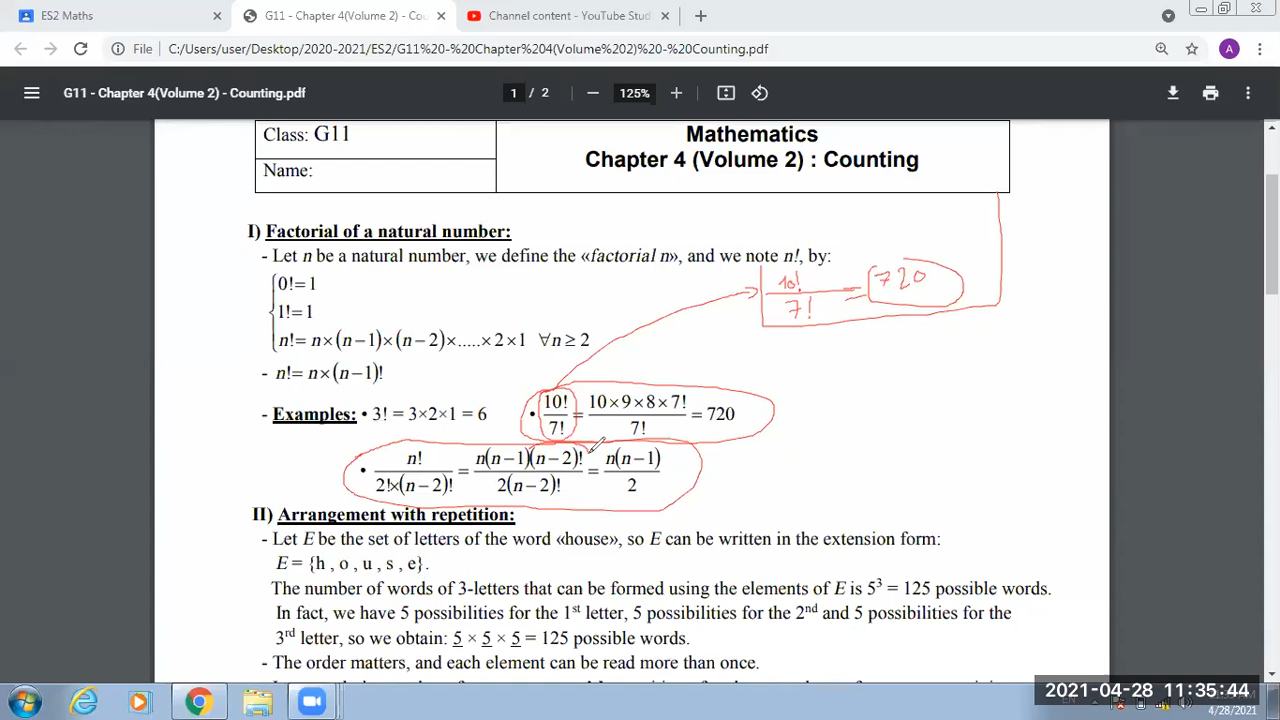 ES2 Maths
G11 - Chapter 4(Volume 2) - Cou
Channel content - YouTube Stud
File
C:/Users/user/Desktop/2020-2021/ES2/G11%20-%20Chapter%204(Volume%202)%20-%20Counting.pdf
A
G11 - Chapter 4(Volume 2) - Counting.pdf
1 / 2
125%
Class: G11
Name:
Mathematics
Chapter 4 (Volume 2) : Counting
I) Factorial of a natural number:
- Let n be a natural number, we define the «factorial n», and we note n!, by:
0!= 1
1!= 1
n!= n×(n−1)×(n−2)×.....×2×1 ∀n ≥ 2
10!/7! = 720
- n!= n×(n−1)!
- Examples: • 3! = 3×2×1 = 6 • 10!/7! = 10×9×8×7!/7! = 720
• n!/2!×(n−2)! = n(n−1)(n−2)!/2(n−2)! = n(n−1)/2
II) Arrangement with repetition:
- Let E be the set of letters of the word «house», so E can be written in the extension form:
E = {h , o , u , s , e}.
The number of words of 3-letters that can be formed using the elements of E is 5³ = 125 possible words.
In fact, we have 5 possibilities for the 1st letter, 5 possibilities for the 2nd and 5 possibilities for the
3rd letter, so we obtain: 5 × 5 × 5 = 125 possible words.
- The order matters, and each element can be read more than once.
2021-04-28 11:35:44
4/28/2021